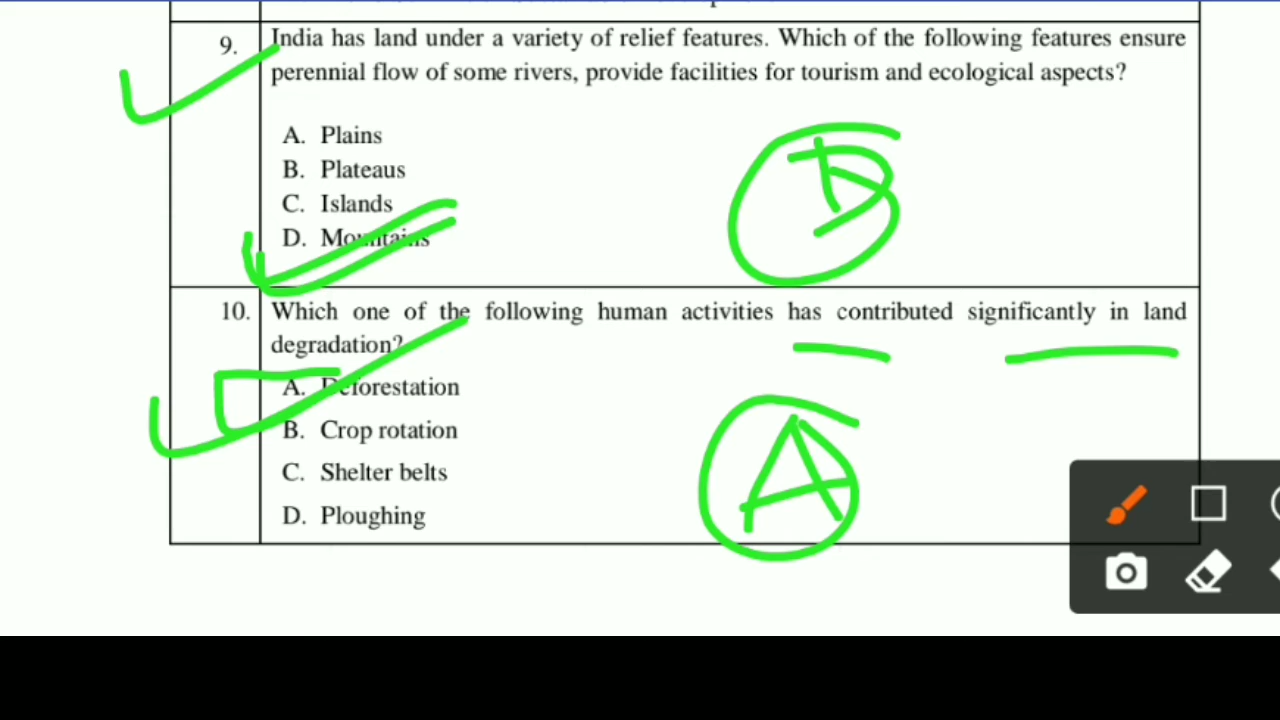 9. India has land under a variety of relief features. Which of the following features ensure
perennial flow of some rivers, provide facilities for tourism and ecological aspects?
A. Plains
B. Plateaus
C. Islands
D. Mountains
D
10. Which one of the following human activities has contributed significantly in land
degradation?
A. Deforestation
B. Crop rotation
C. Shelter belts
D. Ploughing
A